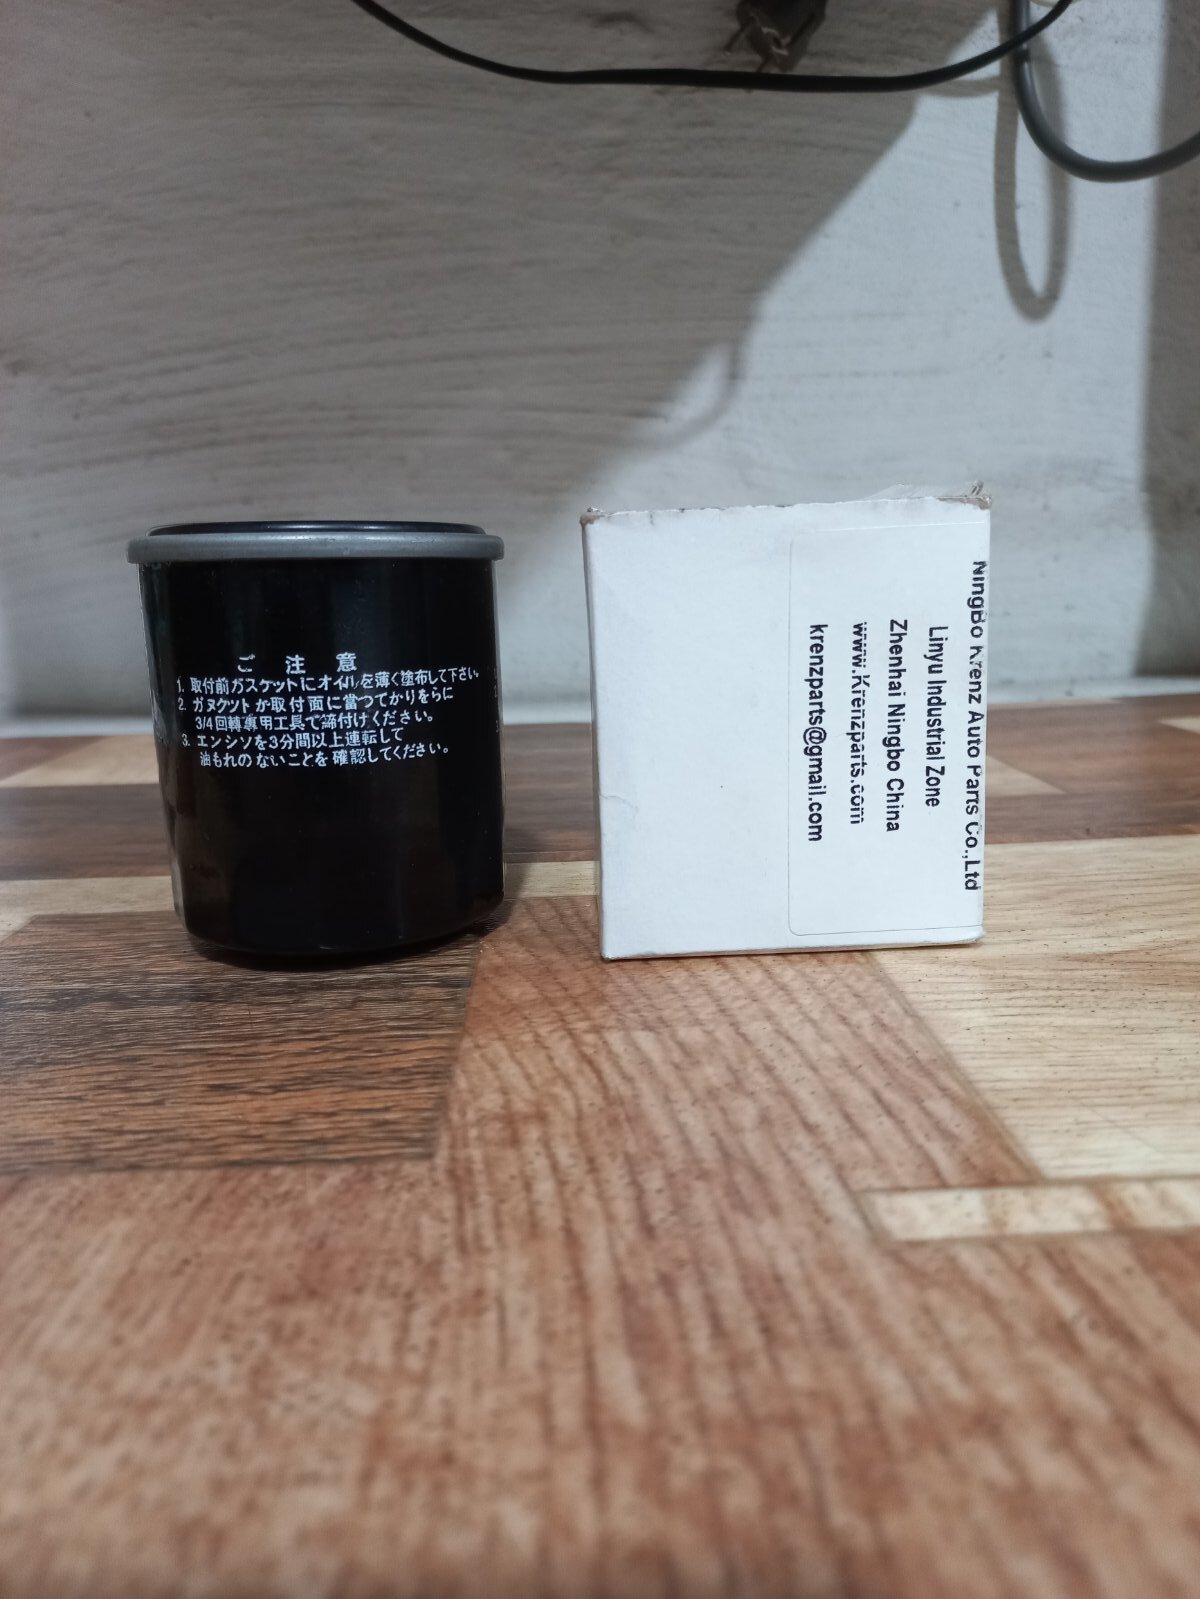 ご 注 意
1. 取付前ガスケットにオイルを薄く塗布して下さい。
2. ガタクットか取付面に當つてかりをらに
3/4回轉專用工具で締付けください。
3. エンシソを3分間以上連転して
油もれのないことを確認してください。
NingBo Krenz Auto Parts Co.,Ltd
Linyu Industrial Zone
Zhenhai Ningbo China
www.Krenzparts.com
krenzparts@gmail.com